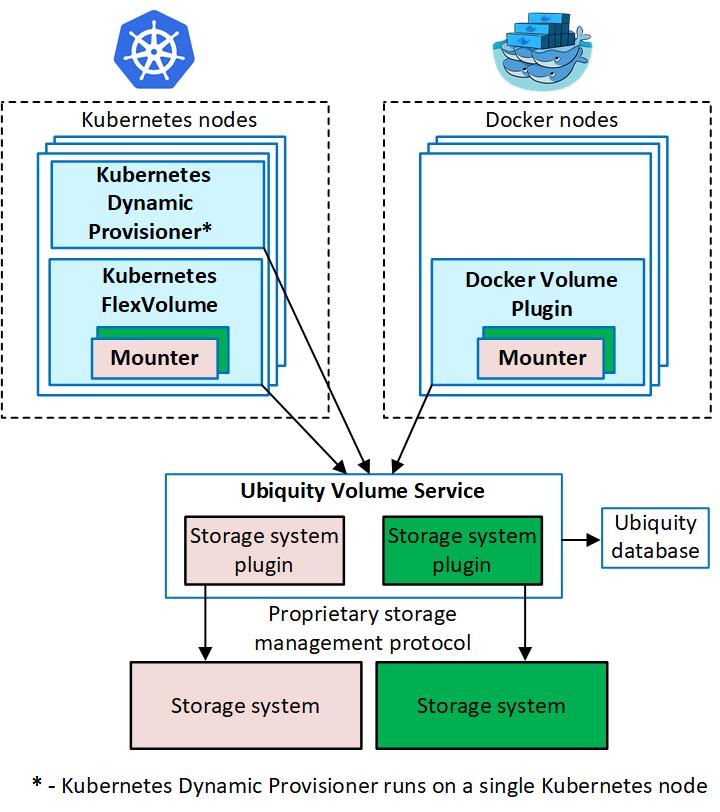 Kubernetes nodes
Kubernetes
Dynamic
Provisioner*
Kubernetes
FlexVolume
Mounter
Docker nodes
Docker Volume
Plugin
Mounter
Ubiquity Volume Service
Storage system
plugin
Storage system
plugin
Ubiquity
database
Proprietary storage
management protocol
Storage system
Storage system
* - Kubernetes Dynamic Provisioner runs on a single Kubernetes node